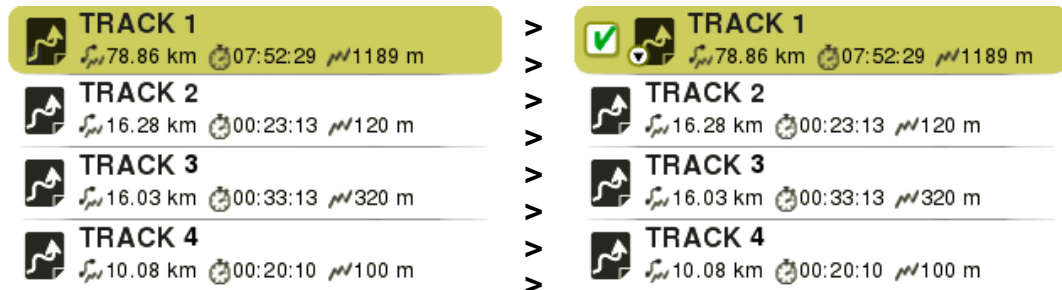 TRACK 1
78.86 km 07:52:29 1189 m
TRACK 2
16.28 km 00:23:13 120 m
TRACK 3
16.03 km 00:33:13 320 m
TRACK 4
10.08 km 00:20:10 100 m
>
>
>
>
>
>
>
>
TRACK 1
78.86 km 07:52:29 1189 m
TRACK 2
16.28 km 00:23:13 120 m
TRACK 3
16.03 km 00:33:13 320 m
TRACK 4
10.08 km 00:20:10 100 m